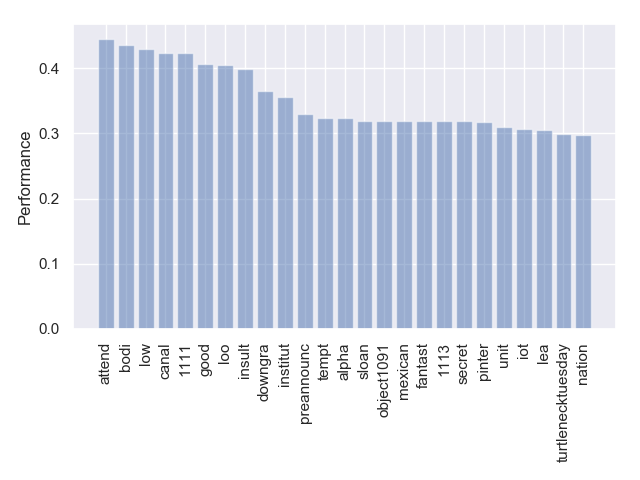 Performance
0.4
0.3
0.2
0.1
0.0
attend
bodi
low
canal
1111
good
loo
insult
downgra
institut
preannounc
tempt
alpha
sloan
object1091
mexican
fantast
1113
secret
pinter
unit
iot
lea
turtlenecktuesday
nation